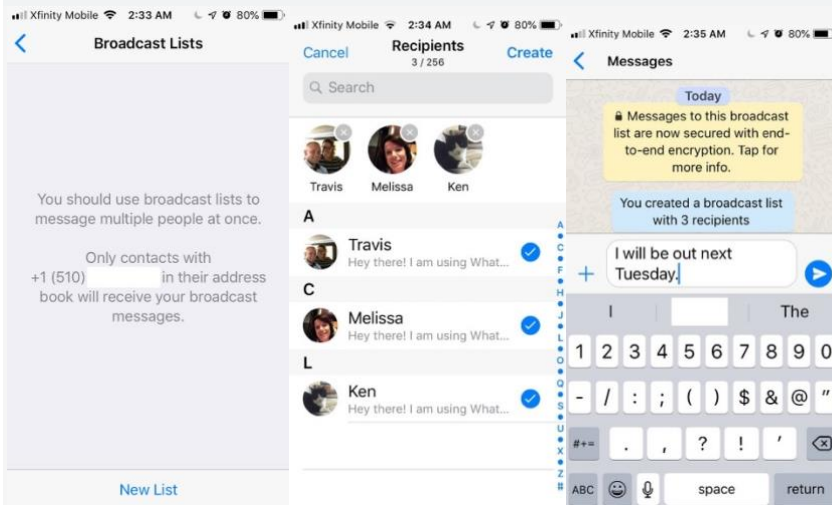 Xfinity Mobile 2:33 AM 80%
Broadcast Lists
You should use broadcast lists to
message multiple people at once.
Only contacts with
+1 (510) in their address
book will receive your broadcast
messages.
New List
Xfinity Mobile 2:34 AM 80%
Cancel Recipients Create
3 / 256
Search
Travis Melissa Ken
A
Travis
Hey there! I am using What...
C
Melissa
Hey there! I am using What...
L
Ken
Hey there! I am using What...
A
C
F
H
J
L
O
Q
S
U
X
Z
#
Xfinity Mobile 2:35 AM 80%
Messages
Today
Messages to this broadcast
list are now secured with end-
to-end encryption. Tap for
more info.
You created a broadcast list
with 3 recipients
I will be out next
Tuesday.
I The
1 2 3 4 5 6 7 8 9 0
- / : ; ( ) $ & @ "
#+= . , ? ! '
ABC space return